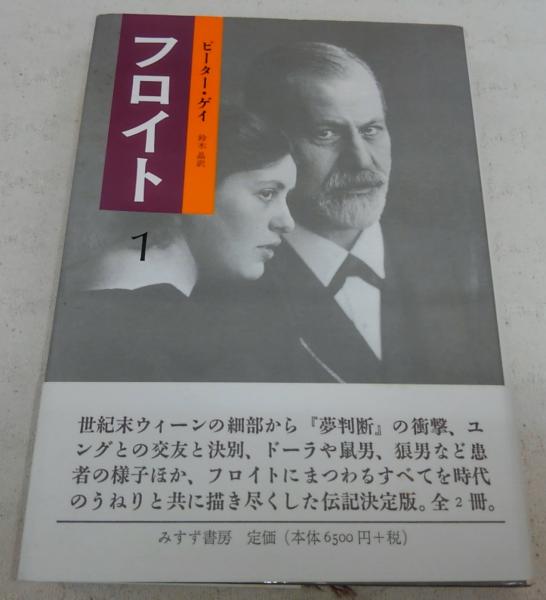 フロイト
1
ピーター・ゲイ
鈴木晶訳
世紀末ウィーンの細部から『夢判断』の衝撃、ユ
ングとの交友と決別、ドーラや鼠男、狼男など患
者の様子ほか、フロイトにまつわるすべてを時代
のうねりと共に描き尽くした伝記決定版。全2冊。
みすず書房 定価（本体6500円+税）